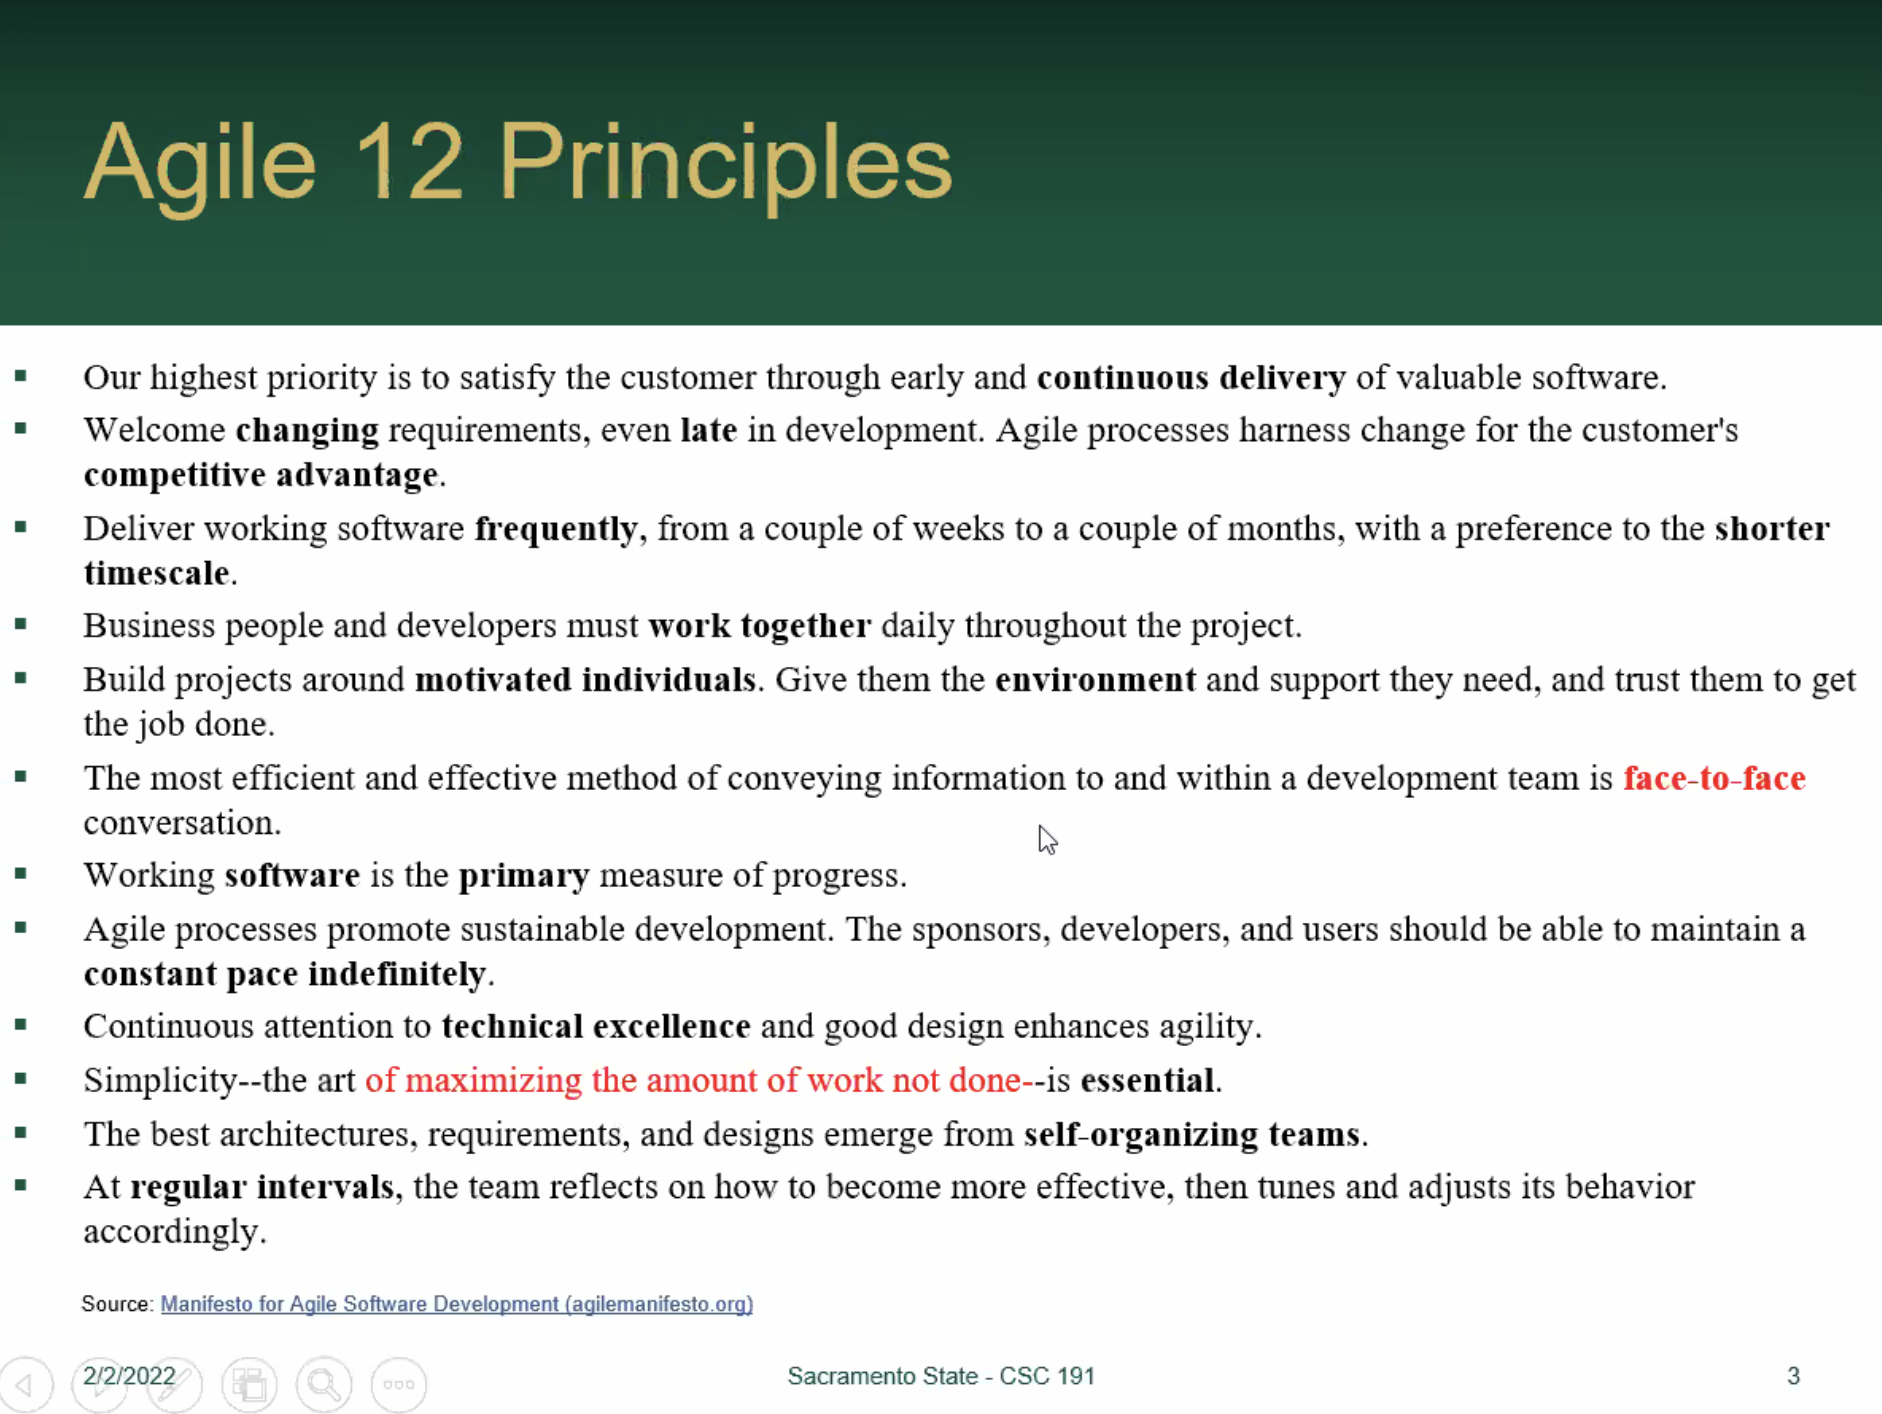 Agile 12 Principles
Our highest priority is to satisfy the customer through early and continuous delivery of valuable software.
Welcome changing requirements, even late in development. Agile processes harness change for the customer's
competitive advantage.
Deliver working software frequently, from a couple of weeks to a couple of months, with a preference to the shorter
timescale.
Business people and developers must work together daily throughout the project.
Build projects around motivated individuals. Give them the environment and support they need, and trust them to get
the job done.
The most efficient and effective method of conveying information to and within a development team is face-to-face
conversation.
Working software is the primary measure of progress.
Agile processes promote sustainable development. The sponsors, developers, and users should be able to maintain a
constant pace indefinitely.
Continuous attention to technical excellence and good design enhances agility.
Simplicity--the art of maximizing the amount of work not done--is essential.
The best architectures, requirements, and designs emerge from self-organizing teams.
At regular intervals, the team reflects on how to become more effective, then tunes and adjusts its behavior
accordingly.
Source: Manifesto for Agile Software Development (agilemanifesto.org)
2/2/2022
Sacramento State - CSC 191
3